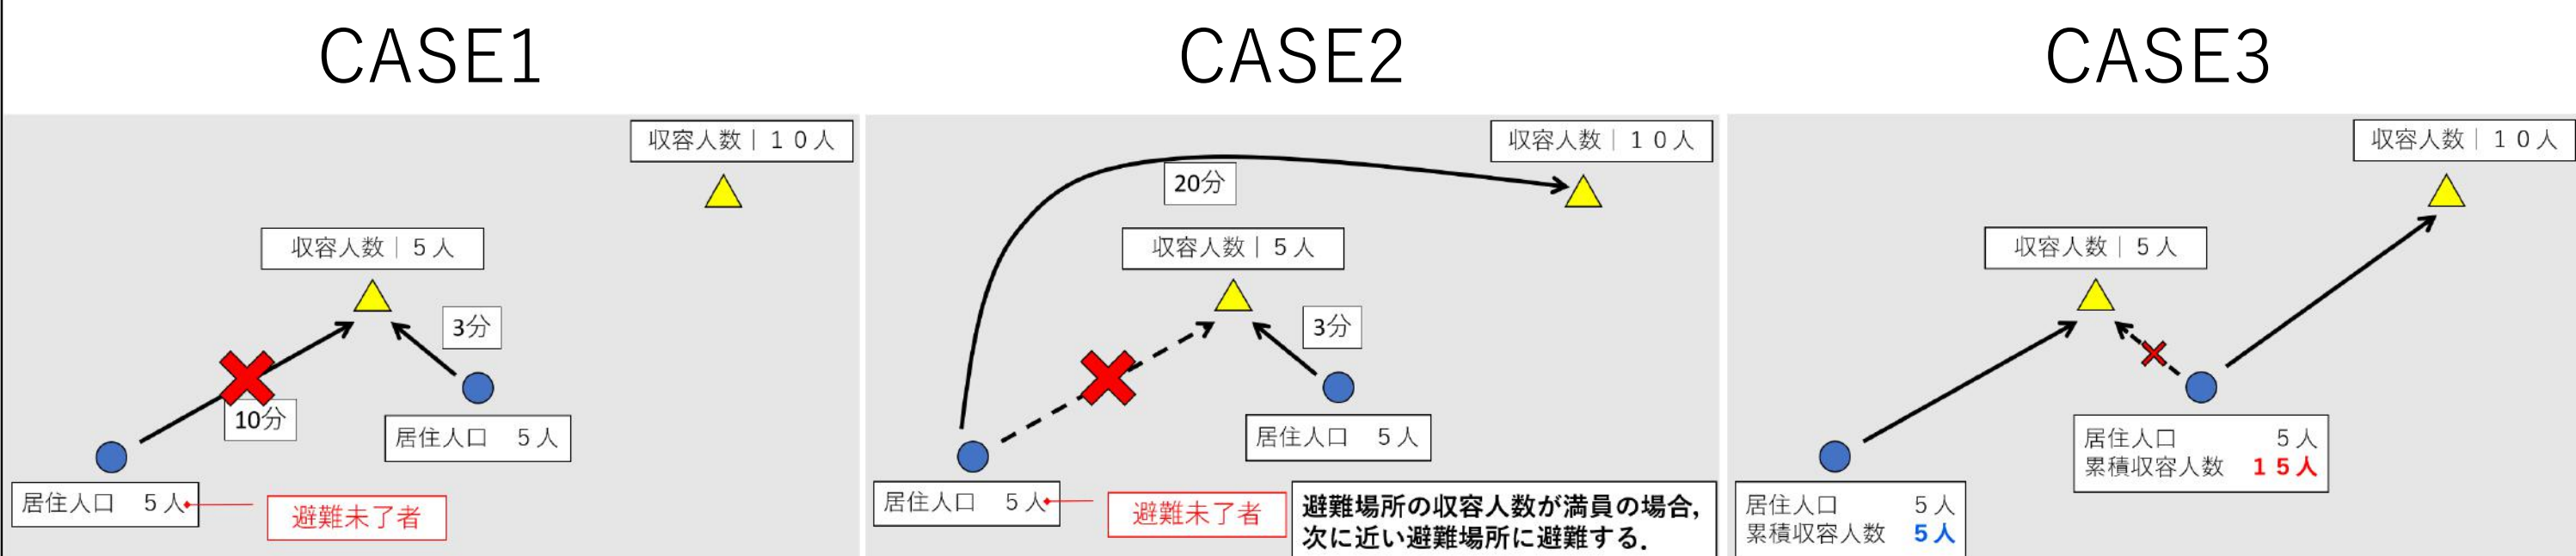 CASE1
収容人数｜１０人
収容人数｜５人
3分
10分
居住人口　５人
居住人口　５人
避難未了者
CASE2
収容人数｜１０人
20分
収容人数｜５人
3分
居住人口　５人
居住人口　５人
避難未了者
避難場所の収容人数が満員の場合，
次に近い避難場所に避難する．
CASE3
収容人数｜１０人
収容人数｜５人
居住人口　５人
累積収容人数　１５人
居住人口　５人
累積収容人数　５人